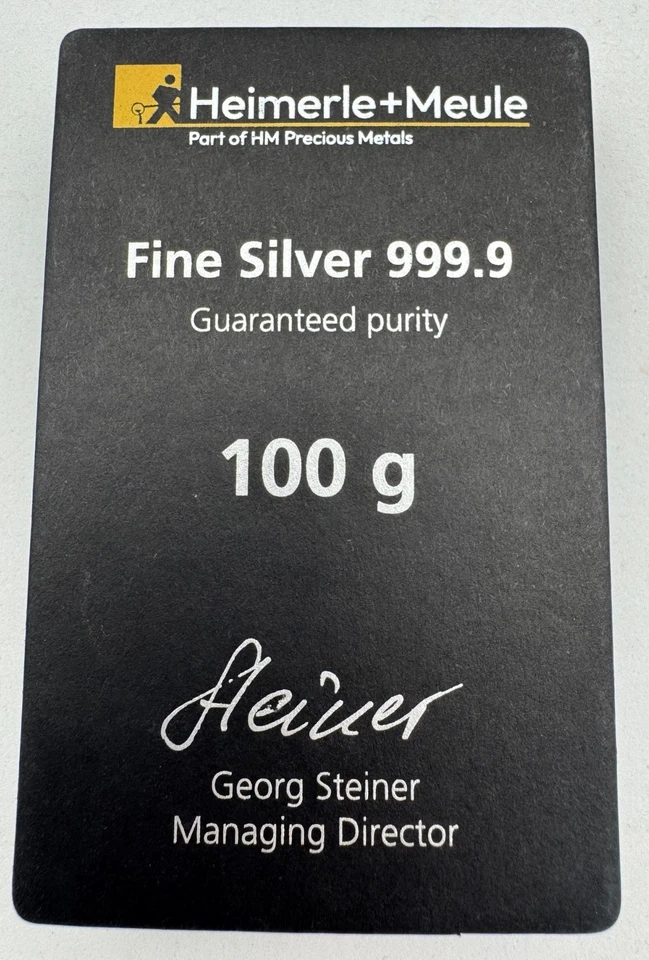 Heimerle+Meule
Part of HM Precious Metals
Fine Silver 999.9
Guaranteed purity
100 g
Steiner
Georg Steiner
Managing Director